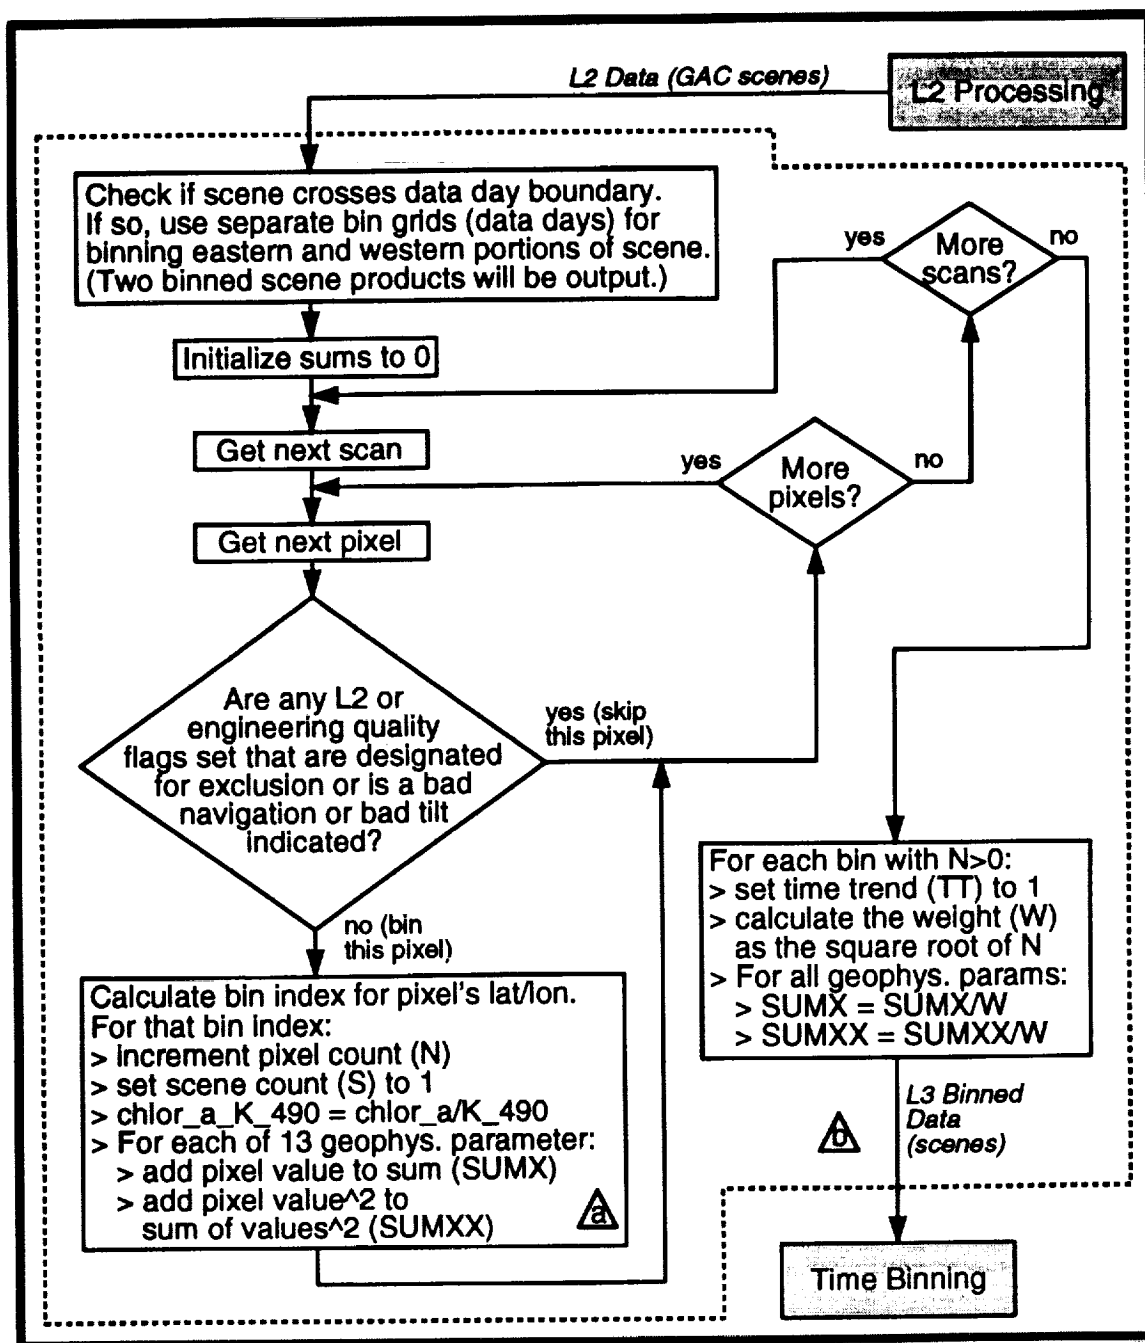 L2 Data (GAC scenes)
L2 Processing
Check if scene crosses data day boundary.
If so, use separate bin grids (data days) for
binning eastern and western portions of scene.
(Two binned scene products will be output.)
yes
More
scans?
no
Initialize sums to 0
Get next scan
yes
More
pixels?
no
Get next pixel
Are any L2 or
engineering quality
flags set that are designated
for exclusion or is a bad
navigation or bad tilt
indicated?
yes (skip
this pixel)
no (bin
this pixel)
Calculate bin index for pixel's lat/lon.
For that bin index:
> increment pixel count (N)
> set scene count (S) to 1
> chlor_a_K_490 = chlor_a/K_490
> For each of 13 geophys. parameter:
> add pixel value to sum (SUMX)
> add pixel value^2 to
sum of values^2 (SUMXX)
a
For each bin with N>0:
> set time trend (TT) to 1
> calculate the weight (W)
as the square root of N
> For all geophys. params:
> SUMX = SUMX/W
> SUMXX = SUMXX/W
b
L3 Binned
Data
(scenes)
Time Binning